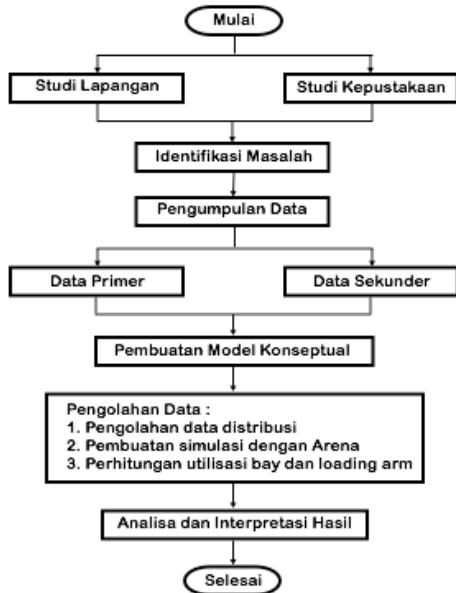 Mulai
Studi Lapangan
Studi Kepustakaan
Identifikasi Masalah
Pengumpulan Data
Data Primer
Data Sekunder
Pembuatan Model Konseptual
Pengolahan Data :
1. Pengolahan data distribusi
2. Pembuatan simulasi dengan Arena
3. Perhitungan utilisasi bay dan loading arm
Analisa dan Interpretasi Hasil
Selesai